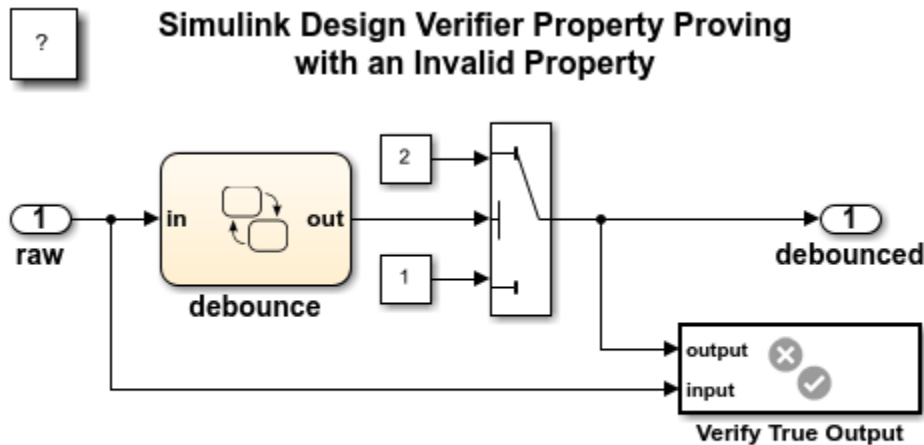 ?
Simulink Design Verifier Property Proving
with an Invalid Property
2
1
raw
in
out
debounce
1
1
debounced
output
input
Verify True Output